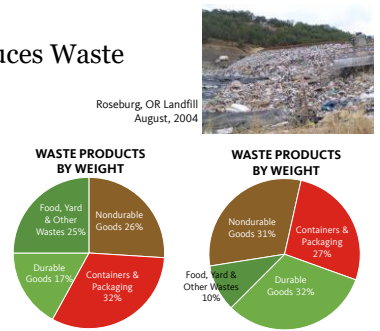 uces Waste
Roseburg, OR Landfill
August, 2004
WASTE PRODUCTS
BY WEIGHT
Food, Yard
& Other
Wastes 25%
Nondurable
Goods 26%
Durable
Goods 17%
Containers &
Packaging
32%
WASTE PRODUCTS
BY WEIGHT
Nondurable
Goods 31%
Containers &
Packaging
27%
Food, Yard &
Other Wastes
10%
Durable
Goods 32%